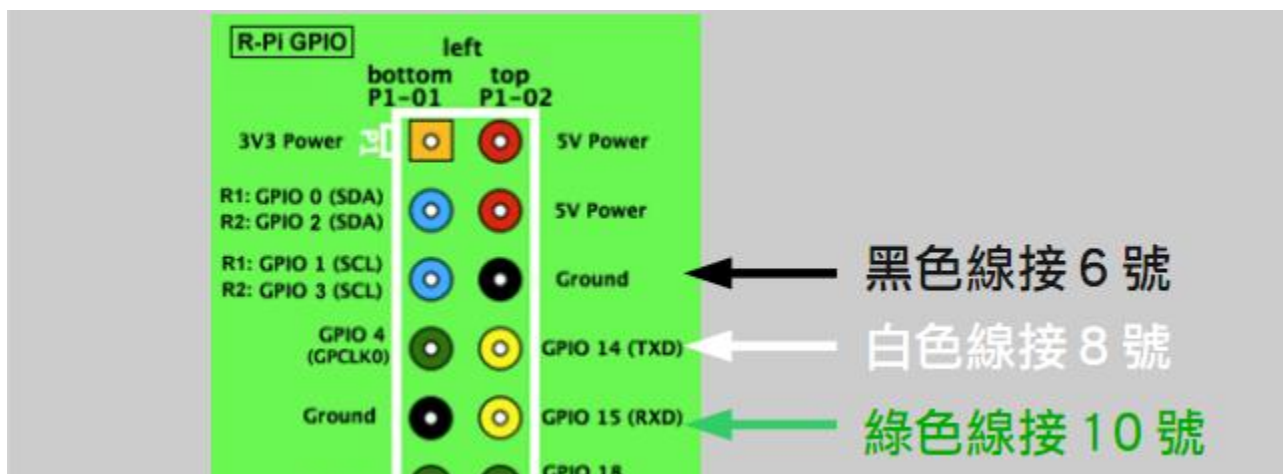 R-Pi GPIO
left
bottom top
P1-01 P1-02
3V3 Power P1 5V Power
R1: GPIO 0 (SDA)
R2: GPIO 2 (SDA)
5V Power
R1: GPIO 1 (SCL)
R2: GPIO 3 (SCL)
Ground
黑色線接 6 號
GPIO 4
(GPCLK0)
GPIO 14 (TXD)
白色線接 8 號
Ground
GPIO 15 (RXD)
綠色線接 10 號
GPIO 18